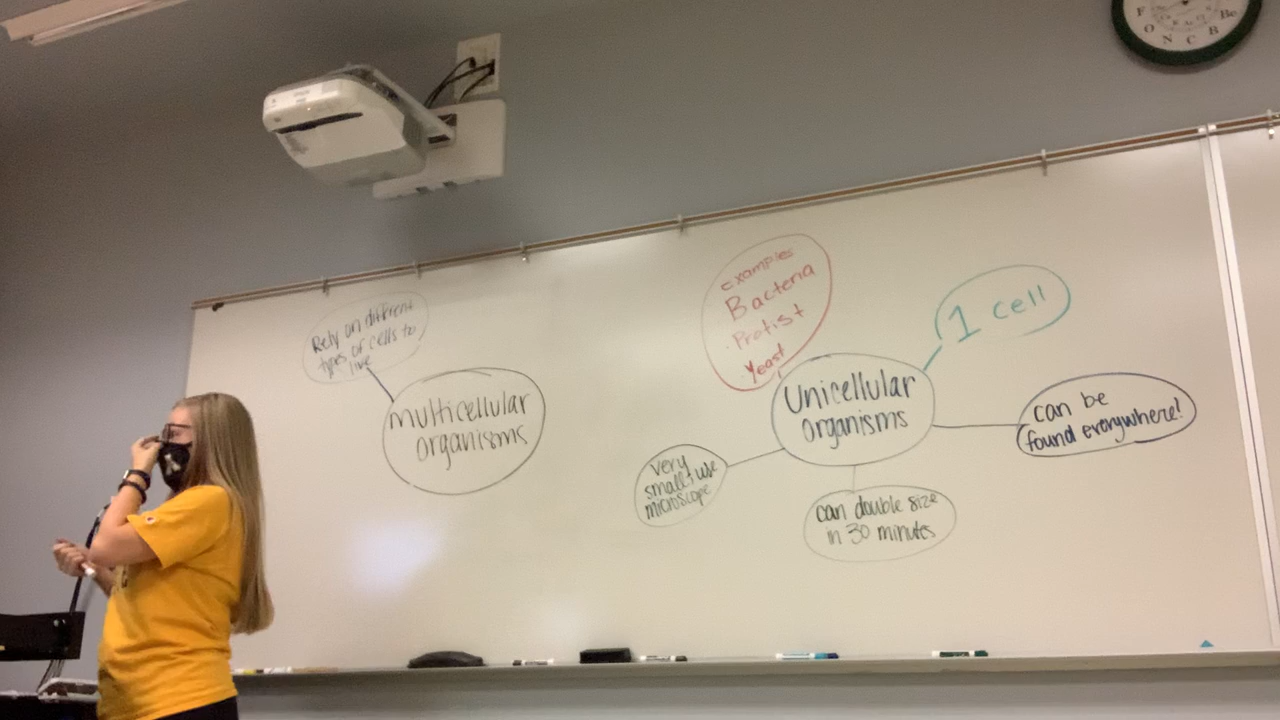 Rely on different
types of cells to
live
multicellular
organisms
Examples
Bacteria
Protist
Yeast
1 cell
Unicellular
organisms
can be
found everywhere!
very
small, use
microscope
can double size
in 30 minutes
F
O
N
C
B
Be